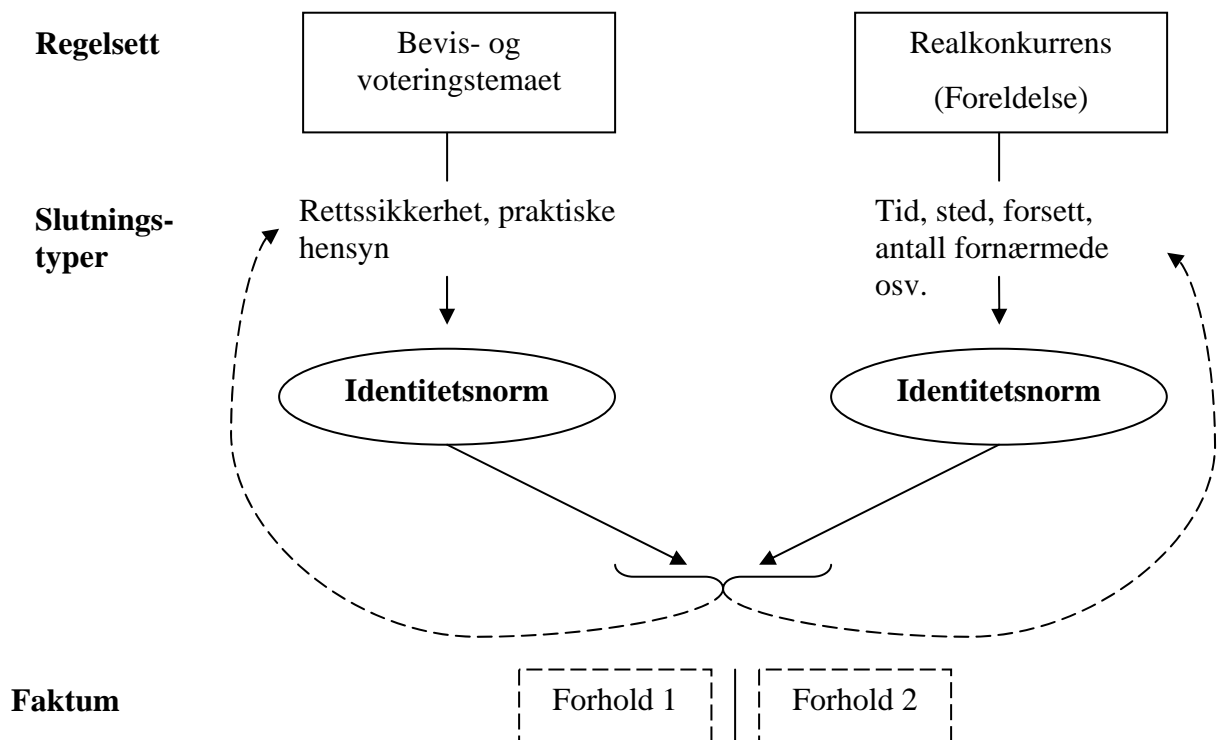 Regelsett
Bevis- og
voteringstemaet
Realkonkurrens
(Foreldelse)
Slutnings-
typer
Rettssikkerhet, praktiske
hensyn
Tid, sted, forsett,
antall fornærmede
osv.
Identitetsnorm
Identitetsnorm
Faktum
Forhold 1
Forhold 2